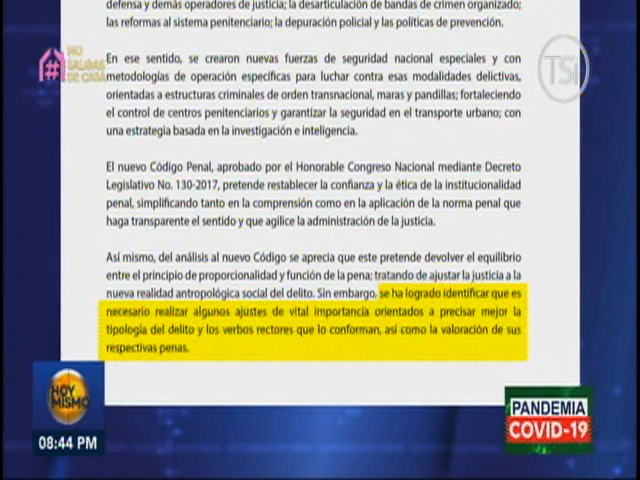 defensa y demás operadores de justicia; la desarticulación de bandas de crimen organizado;
las reformas al sistema penitenciario; la depuración policial y las políticas de prevención.
En ese sentido, se crearon nuevas fuerzas de seguridad nacional especiales y con
metodologías de operación específicas para luchar contra esas modalidades delictivas,
orientadas a estructuras criminales de orden transnacional, maras y pandillas; fortaleciendo
el control de centros penitenciarios y garantizar la seguridad en el transporte urbano; con
una estrategia basada en la investigación e inteligencia.
El nuevo Código Penal, aprobado por el Honorable Congreso Nacional mediante Decreto
Legislativo No. 130-2017, pretende restablecer la confianza y la ética de la institucionalidad
penal, simplificando tanto en la comprensión como en la aplicación de la norma penal que
haga transparente el sentido y que agilice la administración de la justicia.
Así mismo, del análisis al nuevo Código se aprecia que este pretende devolver el equilibrio
entre el principio de proporcionalidad y función de la pena; tratando de ajustar la justicia a la
nueva realidad antropológica social del delito. Sin embargo, se ha logrado identificar que es
necesario realizar algunos ajustes de vital importancia orientados a precisar mejor la
tipología del delito y los verbos rectores que lo conforman, así como la valoración de sus
respectivas penas.
#
NO
SALGAS
DE CASA
TSi
HOY
MISMO
08:44 PM
PANDEMIA
COVID-19